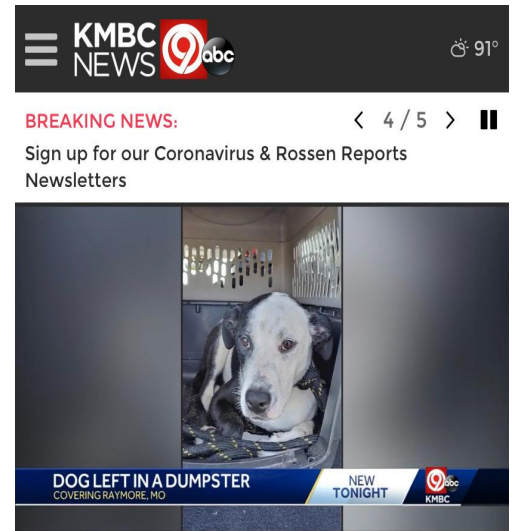 KMBC 9 abc
NEWS
91°
BREAKING NEWS:
4 / 5
Sign up for our Coronavirus & Rossen Reports
Newsletters
DOG LEFT IN A DUMPSTER
COVERING RAYMORE, MO
NEW
TONIGHT
9 abc
KMBC